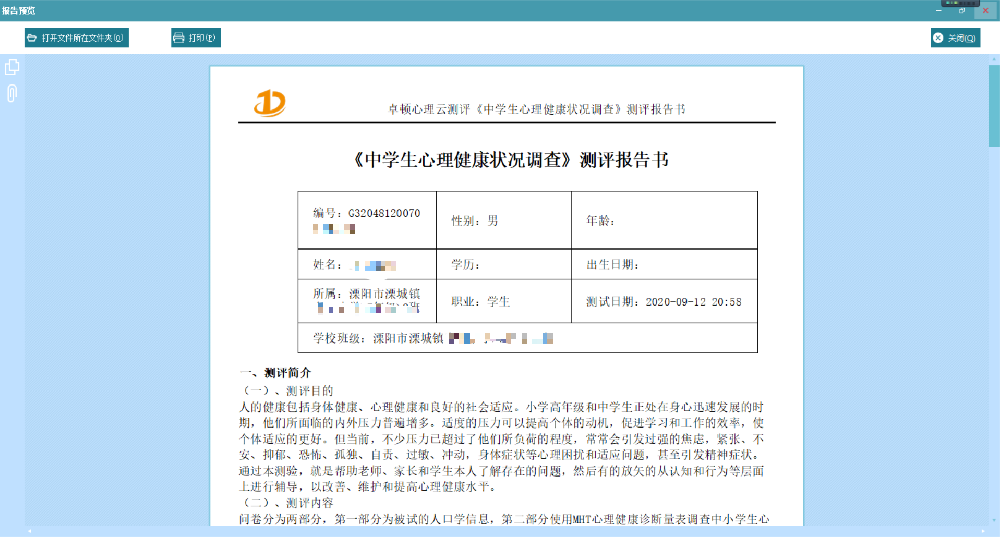 报告预览
打开文件所在文件夹(O)
打印(P)
关闭(Q)
卓顿心理云测评《中学生心理健康状况调查》测评报告书
《中学生心理健康状况调查》测评报告书
编号：G32048120070
性别：男
年龄：
姓名：
学历：
出生日期：
所属：溧阳市溧城镇
职业：学生
测试日期：2020-09-12 20:58
学校班级：溧阳市溧城镇
一、测评简介
（一）、测评目的
人的健康包括身体健康、心理健康和良好的社会适应。小学高年级和中学生正处在身心迅速发展的时
期，他们所面临的内外压力普遍增多。适度的压力可以提高个体的动机，促进学习和工作的效率，使
个体适应的更好。但当前，不少压力已超过了他们所负荷的程度，常常会引发过强的焦虑，紧张、不
安、抑郁、恐怖、孤独、自责、过敏、冲动，身体症状等心理困扰和适应问题，甚至引发精神症状。
通过本测验，就是帮助老师、家长和学生本人了解存在的问题，然后有的放矢的从认知和行为等层面
上进行辅导，以改善、维护和提高心理健康水平。
（二）、测评内容
问卷分为两部分，第一部分为被试的人口学信息，第二部分使用MHT心理健康诊断量表调查中小学生心